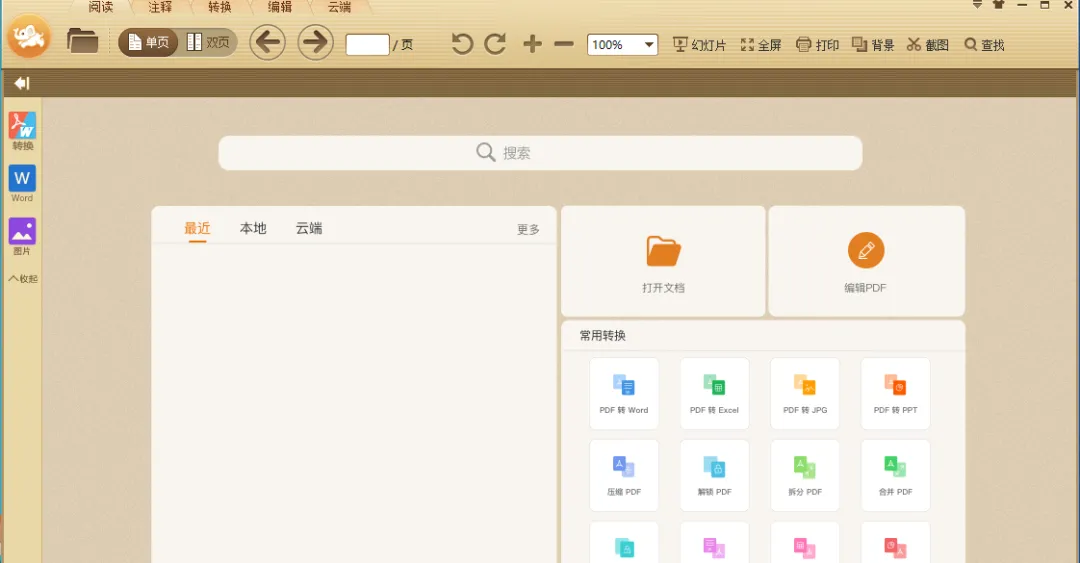 阅读 注释 转换 编辑 云端
单页 双页 / 页 100% 幻灯片 全屏 打印 背景 截图 查找
转换
W
Word
图片
收起
搜索
最近 本地 云端 更多
打开文档
编辑PDF
常用转换
PDF 转 Word PDF 转 Excel PDF 转 JPG PDF 转 PPT
压缩 PDF 解锁 PDF 拆分 PDF 合并 PDF